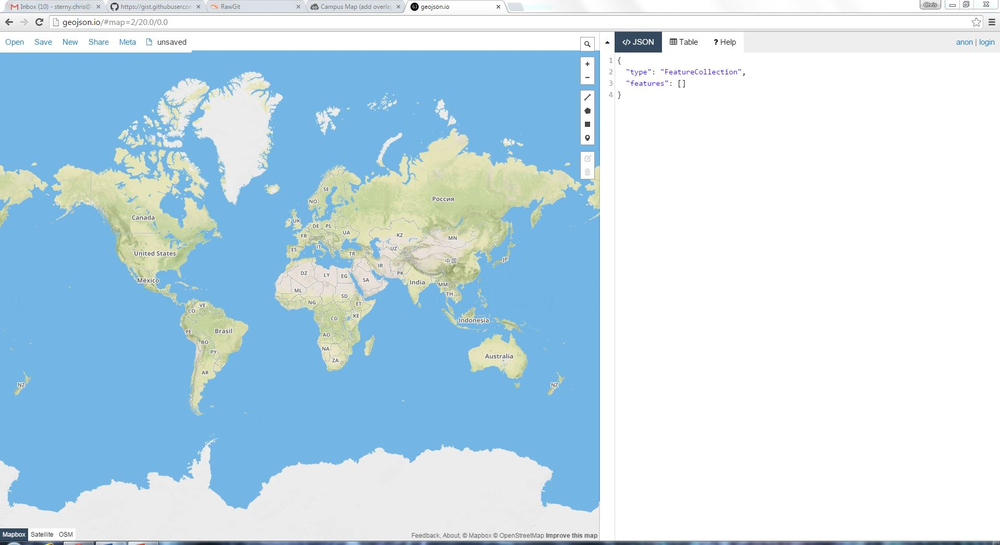 Inbox (10) - sterny.chris@
https://gist.githubusercon
RawGit
Campus Map (add overlay
geojson.io
Chris
geojson.io/#map=2/20.0/0.0
Open Save New Share Meta unsaved
</> JSON Table ? Help
anon | login
+
−
1 {
2 "type": "FeatureCollection",
3 "features": []
4 }
SE
NO
Россия
Canada
UK
DE PL
FR
UA
KZ
MN
IT
ES
UZ
TR
United States
中国
JP
IR
PK
DZ
LY
EG
SA
México
India
MM
ML
TH
SD
NG
ET
VE
CO
CD
KE
Indonesia
PE
Brasil
AO
BO
NA
PY
Australia
ZA
AR
NZ
NZ
Mapbox Satellite OSM
Feedback, About, © Mapbox © OpenStreetMap Improve this map